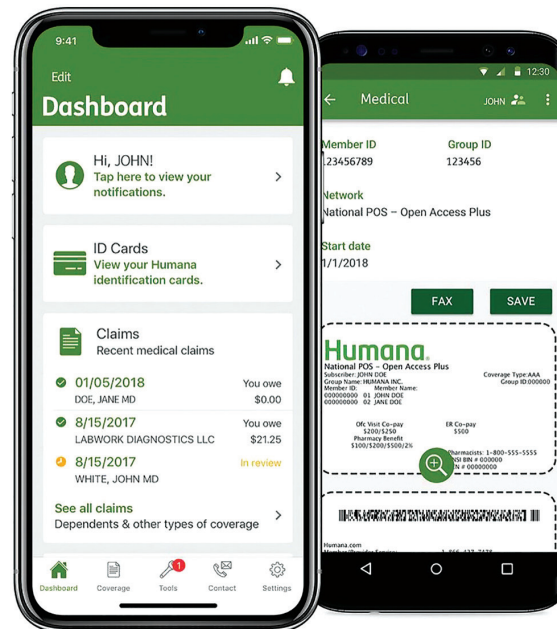 9:41
Edit
Dashboard
Hi, JOHN!
Tap here to view your
notifications.
ID Cards
View your Humana
identification cards.
Claims
Recent medical claims
01/05/2018 You owe
DOE, JANE MD $0.00
8/15/2017 You owe
LABWORK DIAGNOSTICS LLC $21.25
8/15/2017 In review
WHITE, JOHN MD
See all claims
Dependents & other types of coverage
1
Dashboard Coverage Tools Contact Settings
12:30
Medical JOHN
Member ID Group ID
123456789 123456
Network
National POS – Open Access Plus
Start date
1/1/2018
FAX SAVE
Humana.
National POS – Open Access Plus
Subscriber: JOHN DOE Coverage Type:AAA
Group Name: HUMANA INC. Group ID:000000
Member ID: Member Name:
000000000 01 JOHN DOE
000000000 02 JANE DOE
Ofc Visit Co-pay ER Co-pay
$200/$250 $500
Pharmacy Benefit
$100/$200/$500/2%
Pharmacists: 1-800-555-5555
BIN # 000000
# 00000000
Humana.com